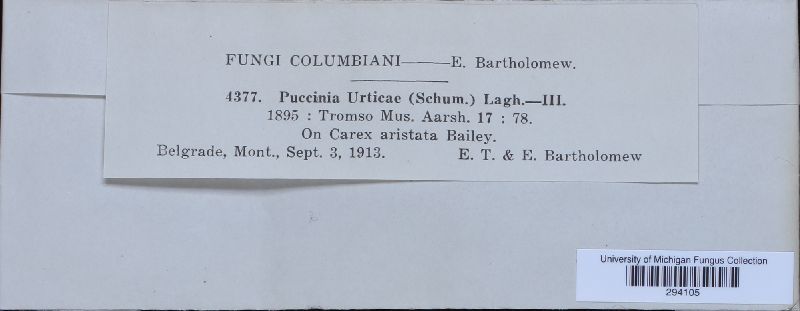 FUNGI COLUMBIANI———E. Bartholomew.
4377. Puccinia Urticae (Schum.) Lagh.—III.
1895 : Tromso Mus. Aarsh. 17 : 78.
On Carex aristata Bailey.
Belgrade, Mont., Sept. 3, 1913. E. T. & E. Bartholomew
University of Michigan Fungus Collection
294105